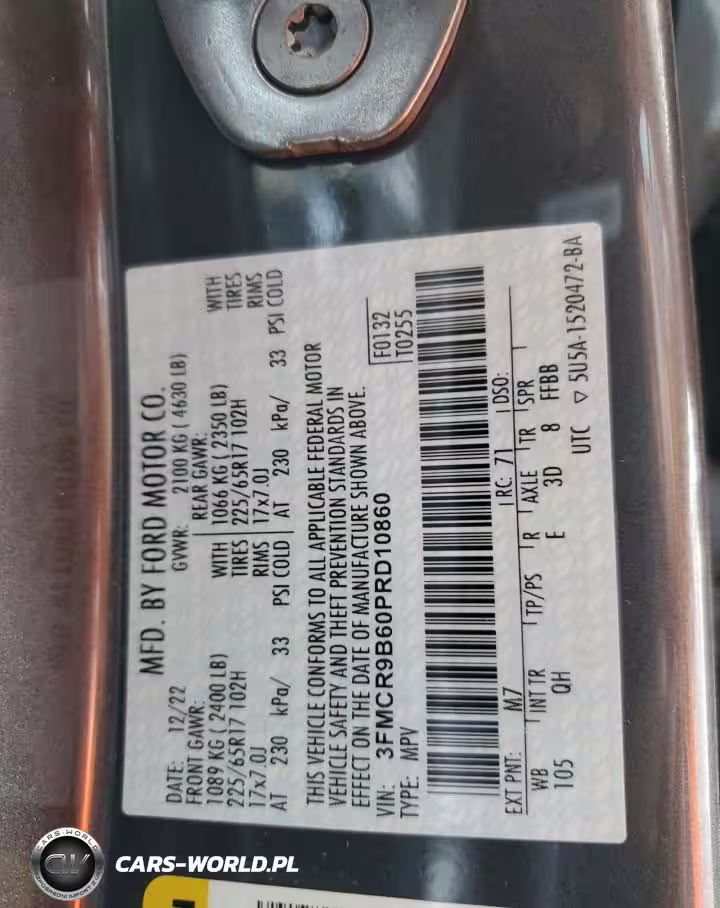 MFD. BY FORD MOTOR CO.
DATE: 12/22 GVWR: 2100 KG ( 4630 LB)
FRONT GAWR: REAR GAWR:
1089 KG ( 2400 LB) WITH 1066 KG ( 2350 LB) WITH
225/65R17 102H TIRES 225/65R17 102H TIRES
17x7.0J RIMS 17x7.0J RIMS
AT 230 kPa/ 33 PSI COLD AT 230 kPa/ 33 PSI COLD
THIS VEHICLE CONFORMS TO ALL APPLICABLE FEDERAL MOTOR
VEHICLE SAFETY AND THEFT PREVENTION STANDARDS IN
EFFECT ON THE DATE OF MANUFACTURE SHOWN ABOVE.
VIN: 3FMCR9B60PRD10860 F0132
TYPE: MPV T0255
EXT PNT: M7 RC: 71 DSO:
WB INT TR TP/PS R AXLE TR SPR
105 QH E 3D 8 FFBB
UTC ▽ 5U5A-1520472-BA
CARS-WORLD
CW
CARS-WORLD.PL